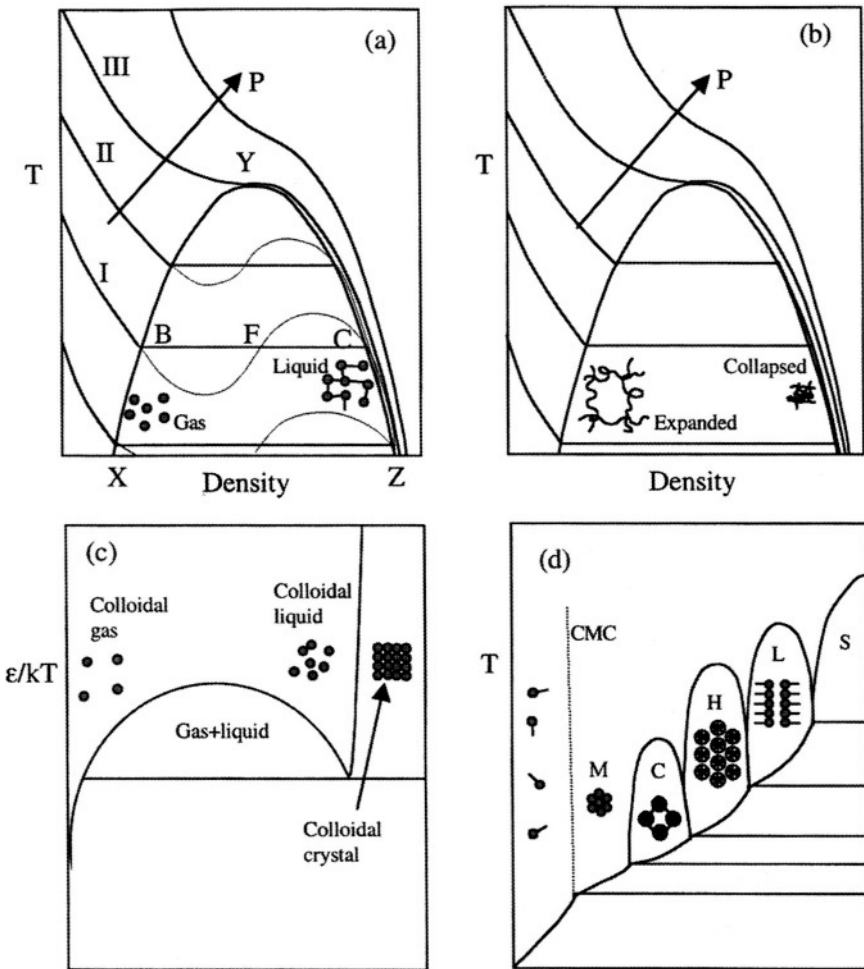 (a)
III
P
II
Y
T
I
B
F
C
Liquid
Gas
X
Density
Z
(b)
P
T
Collapsed
Expanded
Density
(c)
Colloidal
gas
Colloidal
liquid
ε/kT
Gas+liquid
Colloidal
crystal
(d)
CMC
S
T
L
H
M
C